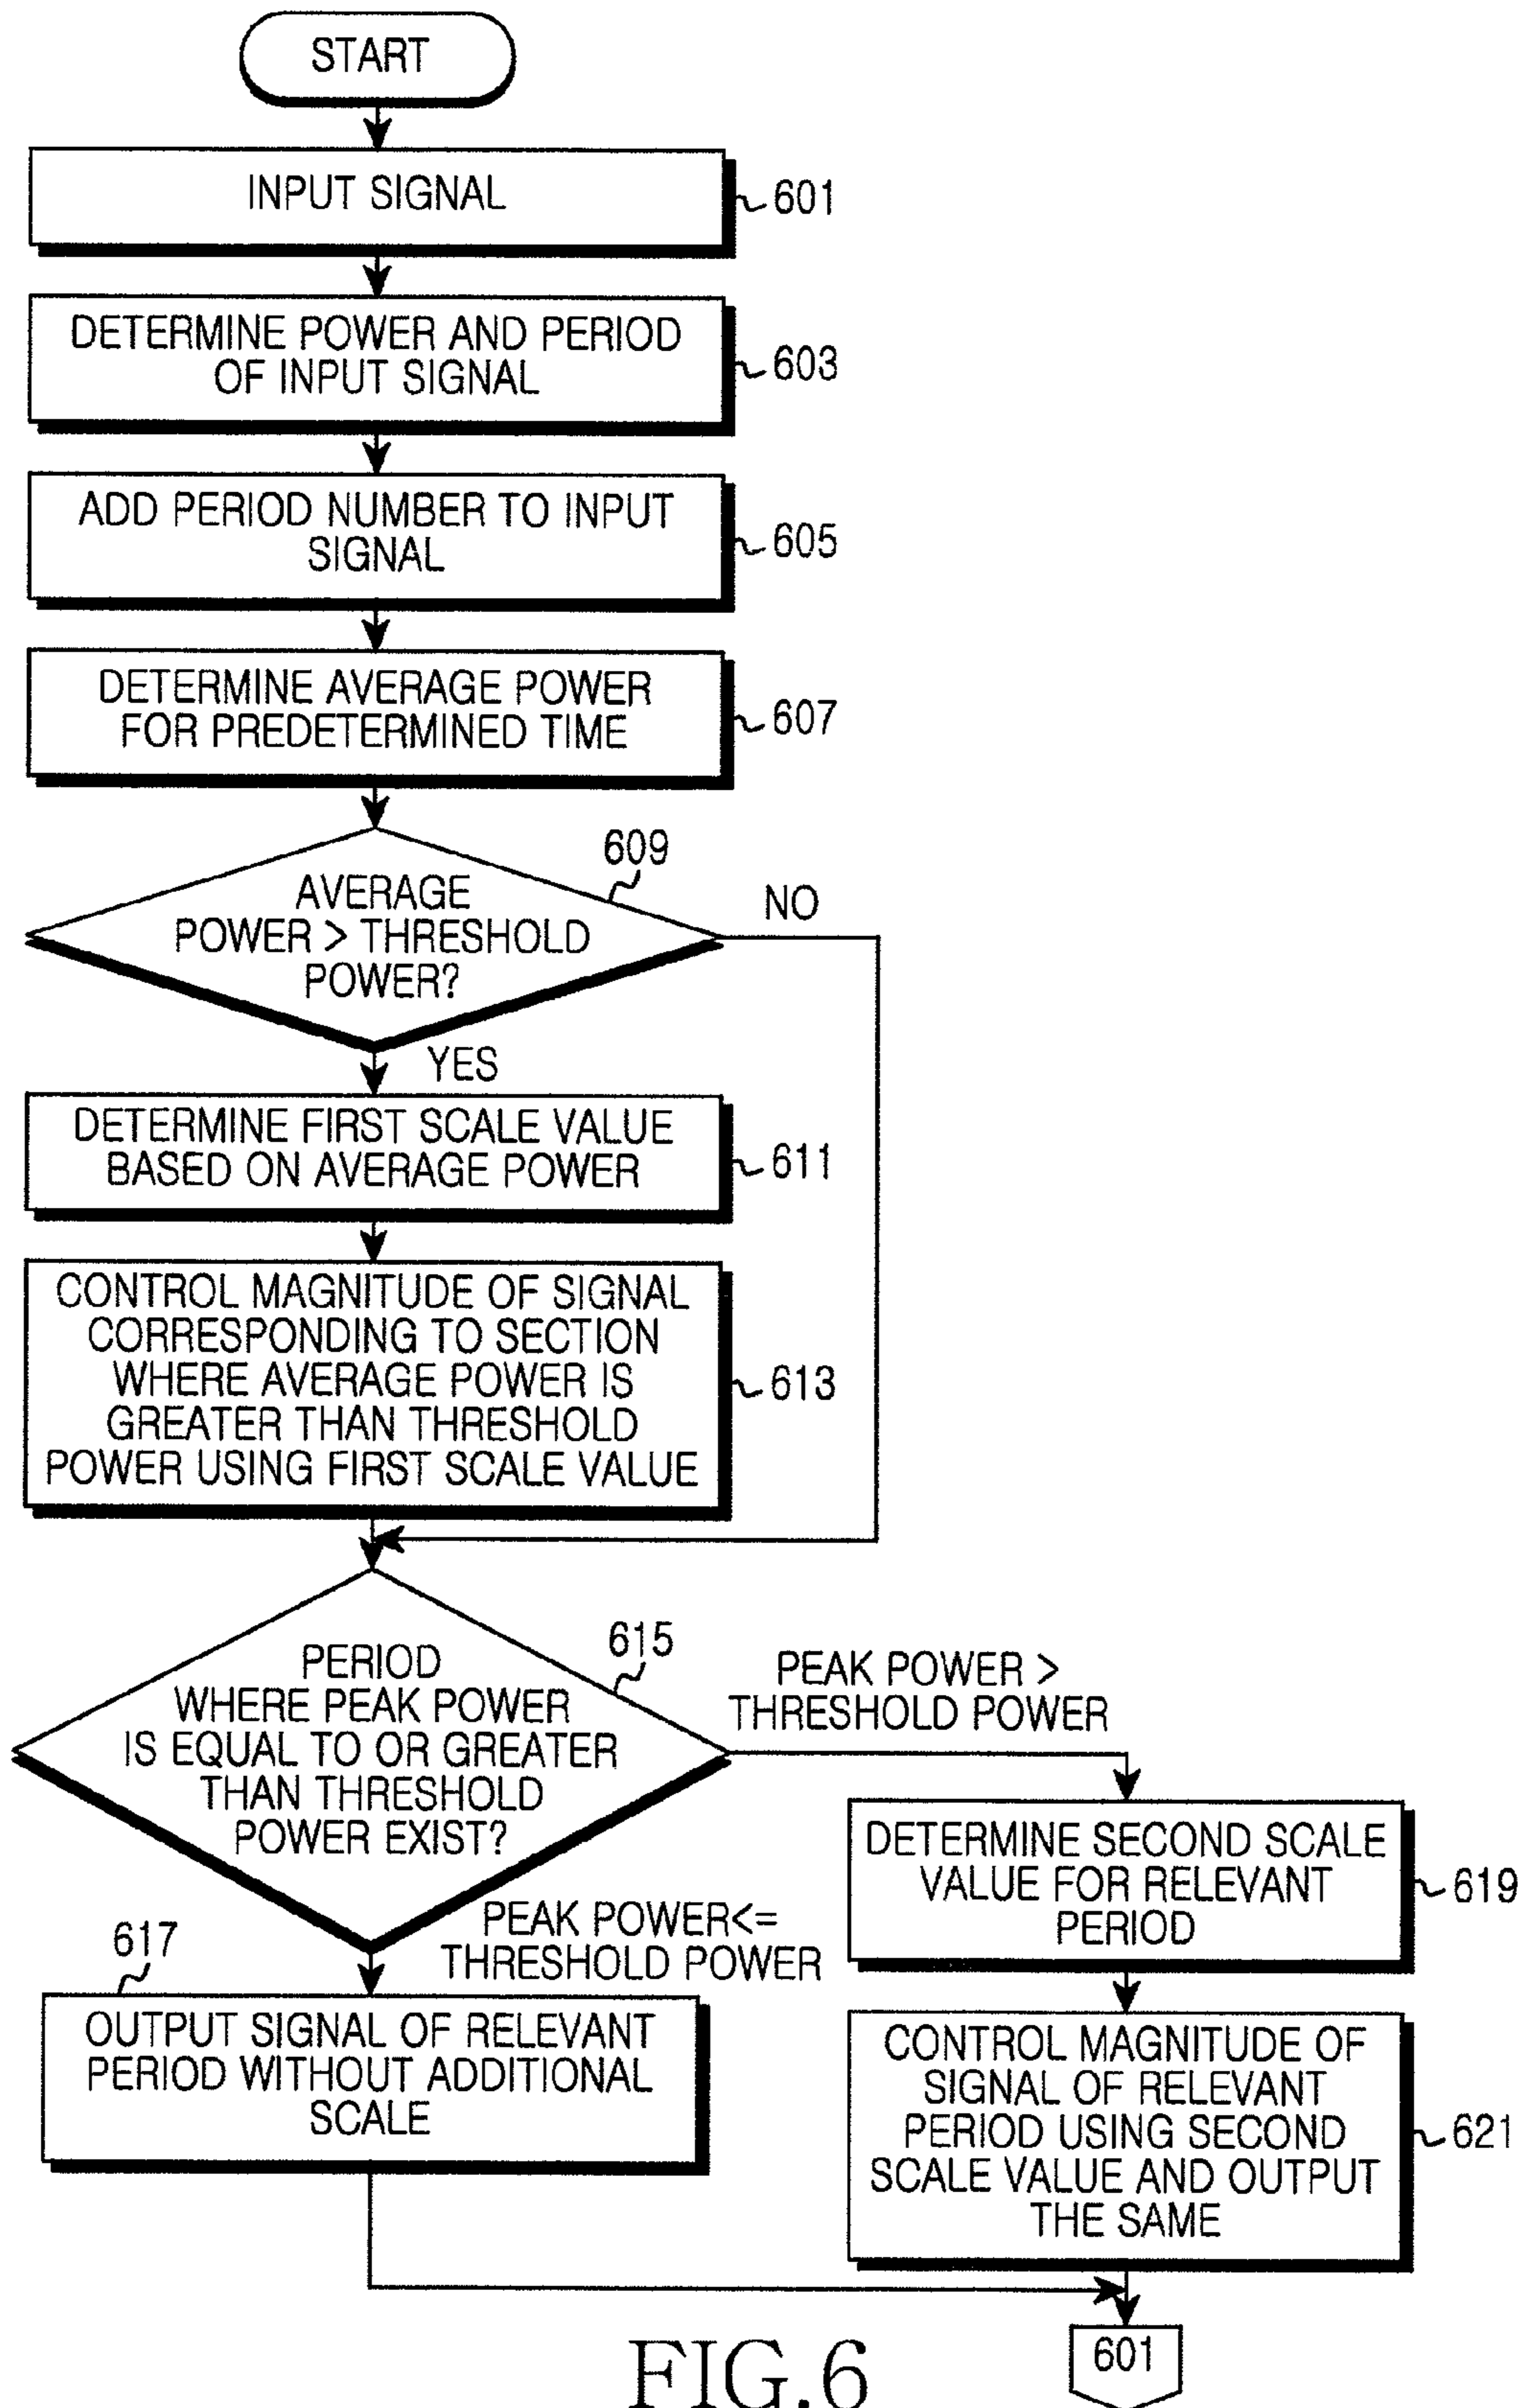 START
INPUT SIGNAL
601
DETERMINE POWER AND PERIOD
OF INPUT SIGNAL
603
ADD PERIOD NUMBER TO INPUT
SIGNAL
605
DETERMINE AVERAGE POWER
FOR PREDETERMINED TIME
607
609
AVERAGE
POWER > THRESHOLD
POWER?
NO
YES
DETERMINE FIRST SCALE VALUE
BASED ON AVERAGE POWER
611
CONTROL MAGNITUDE OF SIGNAL
CORRESPONDING TO SECTION
WHERE AVERAGE POWER IS
GREATER THAN THRESHOLD
POWER USING FIRST SCALE VALUE
613
615
PERIOD
WHERE PEAK POWER
IS EQUAL TO OR GREATER
THAN THRESHOLD
POWER EXIST?
PEAK POWER >
THRESHOLD POWER
PEAK POWER<=
THRESHOLD POWER
617
OUTPUT SIGNAL OF RELEVANT
PERIOD WITHOUT ADDITIONAL
SCALE
DETERMINE SECOND SCALE
VALUE FOR RELEVANT
PERIOD
619
CONTROL MAGNITUDE OF
SIGNAL OF RELEVANT
PERIOD USING SECOND
SCALE VALUE AND OUTPUT
THE SAME
621
601
FIG.6